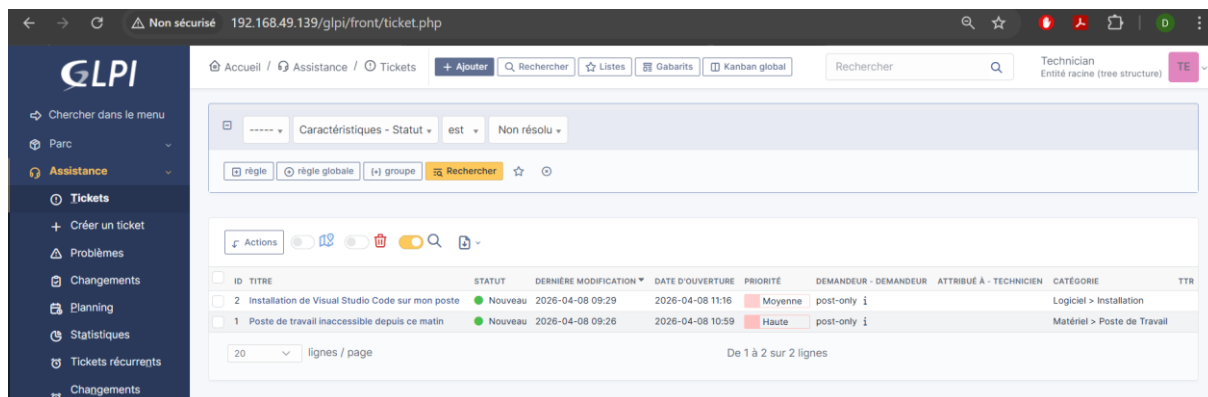 Non sécurisé 192.168.49.139/glpi/front/ticket.php D
GLPI
Accueil / Assistance / Tickets + Ajouter Rechercher Listes Gabarits Kanban global Rechercher Technician TE
Entité racine (tree structure)
Chercher dans le menu
Parc
Assistance
Tickets
+ Créer un ticket
Problèmes
Changements
Planning
Statistiques
Tickets récurrents
Changements
----- Caractéristiques - Statut est Non résolu
règle règle globale (+) groupe Rechercher
Actions
ID TITRE STATUT DERNIÈRE MODIFICATION DATE D'OUVERTURE PRIORITÉ DEMANDEUR - DEMANDEUR ATTRIBUÉ À - TECHNICIEN CATÉGORIE TTR
2 Installation de Visual Studio Code sur mon poste Nouveau 2026-04-08 09:29 2026-04-08 11:16 Moyenne post-only i Logiciel > Installation
1 Poste de travail inaccessible depuis ce matin Nouveau 2026-04-08 09:26 2026-04-08 10:59 Haute post-only i Matériel > Poste de Travail
20 lignes / page De 1 à 2 sur 2 lignes